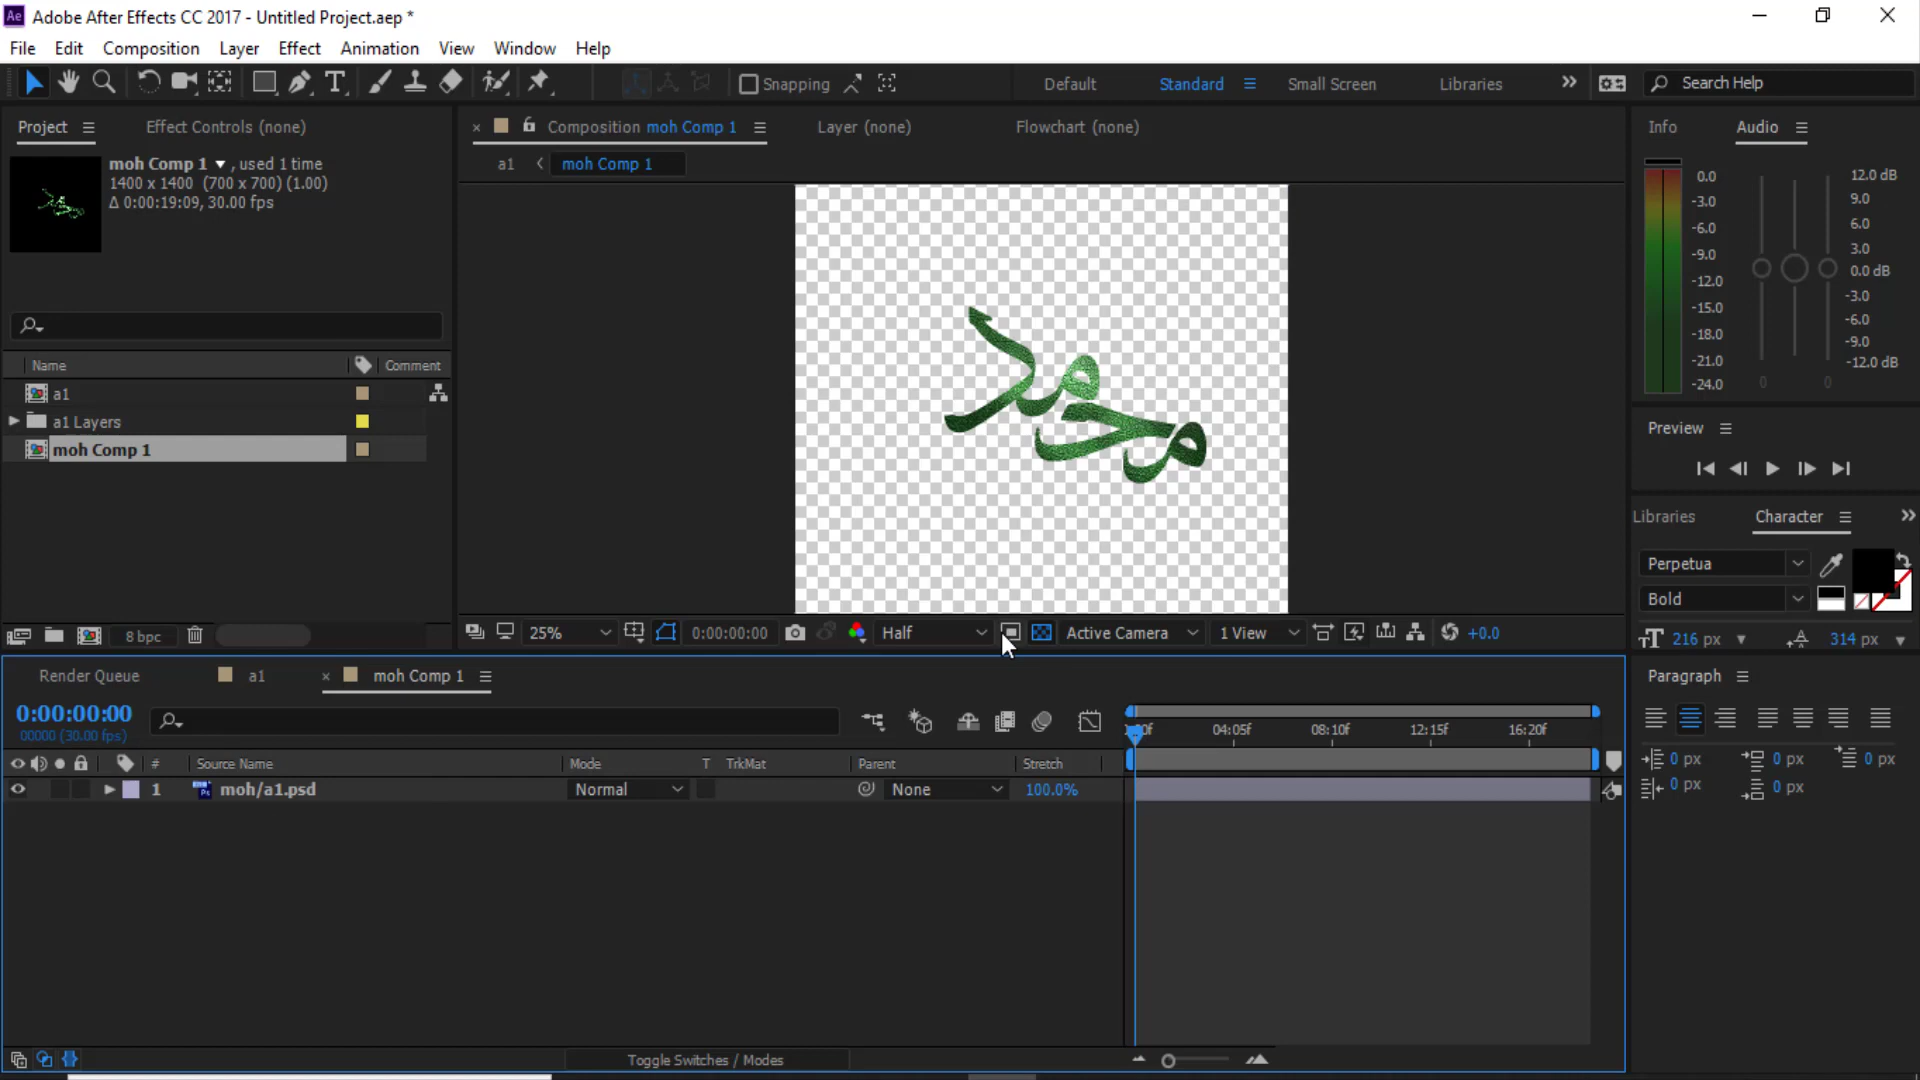 Ae Adobe After Effects CC 2017 - Untitled Project.aep *
File Edit Composition Layer Effect Animation View Window Help
T Snapping Default Standard Small Screen Libraries Search Help
Project Effect Controls (none)
moh Comp 1 , used 1 time
1400 x 1400 (700 x 700) (1.00)
Δ 0:00:19:09, 30.00 fps
Name Comment
a1
a1 Layers
moh Comp 1
8 bpc
Composition moh Comp 1 Layer (none) Flowchart (none)
a1 moh Comp 1
محمد
25% 0:00:00:00 Half Active Camera 1 View +0.0
Info Audio
0.0
-3.0
-6.0
-9.0
-12.0
-15.0
-18.0
-21.0
-24.0
12.0 dB
9.0
6.0
3.0
0.0 dB
-3.0
-6.0
-9.0
-12.0 dB
0 0
Preview
Libraries Character
Perpetua
Bold
216 px 314 px
Paragraph
0 px 0 px 0 px
0 px 0 px
Render Queue a1 moh Comp 1
0:00:00:00
00000 (30.00 fps)
04:05f 08:10f 12:15f 16:20f
# Source Name Mode T TrkMat Parent Stretch
1 moh/a1.psd Normal None 100.0%
Toggle Switches / Modes